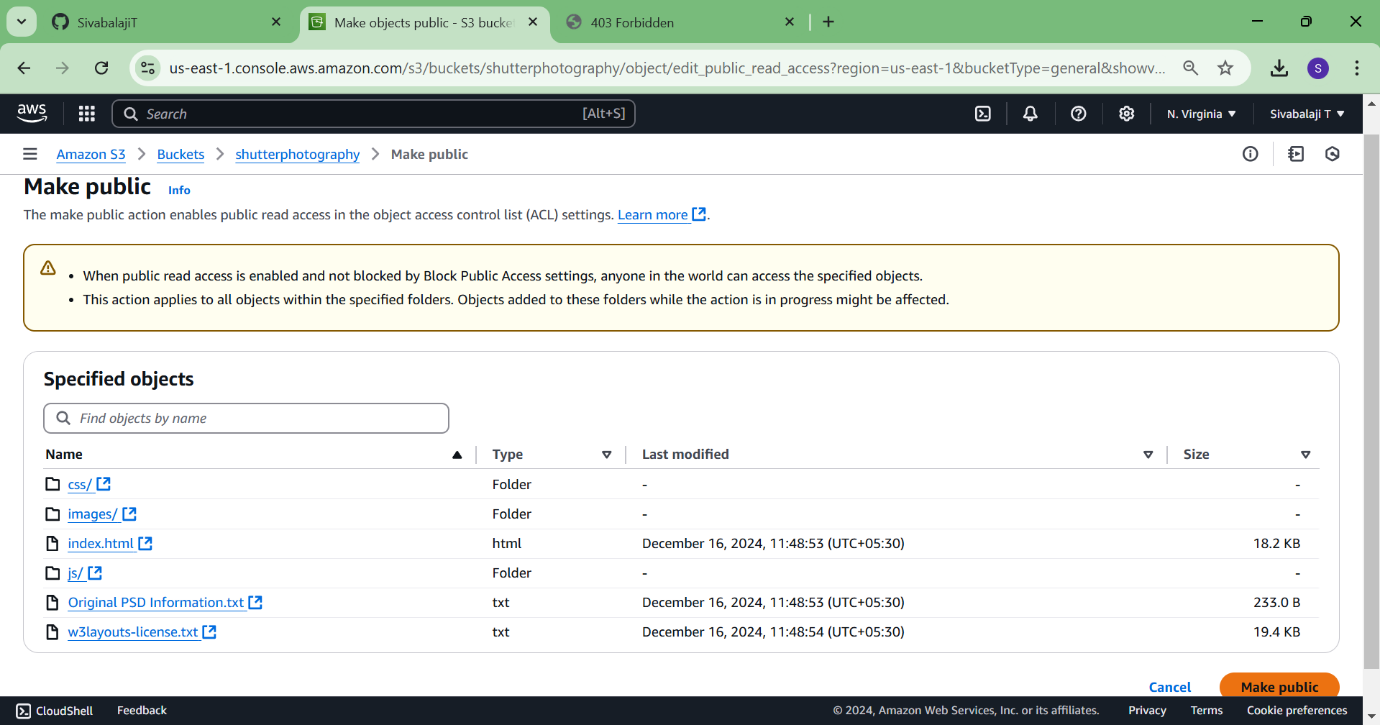 SivabalajiT
Make objects public - S3 bucket
403 Forbidden
us-east-1.console.aws.amazon.com/s3/buckets/shutterphotography/object/edit_public_read_access?region=us-east-1&bucketType=general&showv...
S
aws
Search
[Alt+S]
N. Virginia
Sivabalaji T
Amazon S3
Buckets
shutterphotography
Make public
Make public
Info
The make public action enables public read access in the object access control list (ACL) settings. Learn more.
When public read access is enabled and not blocked by Block Public Access settings, anyone in the world can access the specified objects.
This action applies to all objects within the specified folders. Objects added to these folders while the action is in progress might be affected.
Specified objects
Find objects by name
Name Type Last modified Size
css/ Folder - -
images/ Folder - -
index.html html December 16, 2024, 11:48:53 (UTC+05:30) 18.2 KB
js/ Folder - -
Original PSD Information.txt txt December 16, 2024, 11:48:53 (UTC+05:30) 233.0 B
w3layouts-license.txt txt December 16, 2024, 11:48:54 (UTC+05:30) 19.4 KB
Cancel
Make public
CloudShell
Feedback
© 2024, Amazon Web Services, Inc. or its affiliates.
Privacy
Terms
Cookie preferences